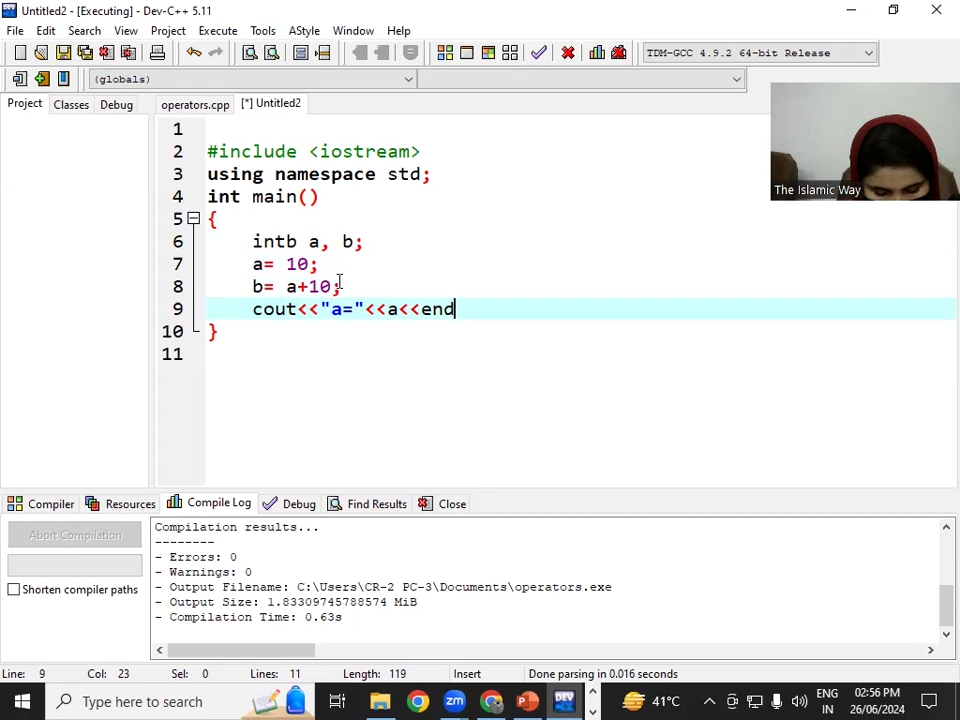 Untitled2 - [Executing] - Dev-C++ 5.11
File Edit Search View Project Execute Tools AStyle Window Help
TDM-GCC 4.9.2 64-bit Release
(globals)
Project Classes Debug operators.cpp [*] Untitled2
The Islamic Way
1
2 #include <iostream>
3 using namespace std;
4 int main()
5 {
6 intb a, b;
7 a= 10;
8 b= a+10;
9 cout<<"a="<<a<<end
10 }
11
Compiler Resources Compile Log Debug Find Results Close
Abort Compilation
Shorten compiler paths
Compilation results...
--------
- Errors: 0
- Warnings: 0
- Output Filename: C:\Users\CR-2 PC-3\Documents\operators.exe
- Output Size: 1.83309745788574 MiB
- Compilation Time: 0.63s
Line: 9 Col: 23 Sel: 0 Lines: 11 Length: 119 Insert Done parsing in 0.016 seconds
Type here to search
zm
DEV
41°C
ENG
IN
02:56 PM
26/06/2024